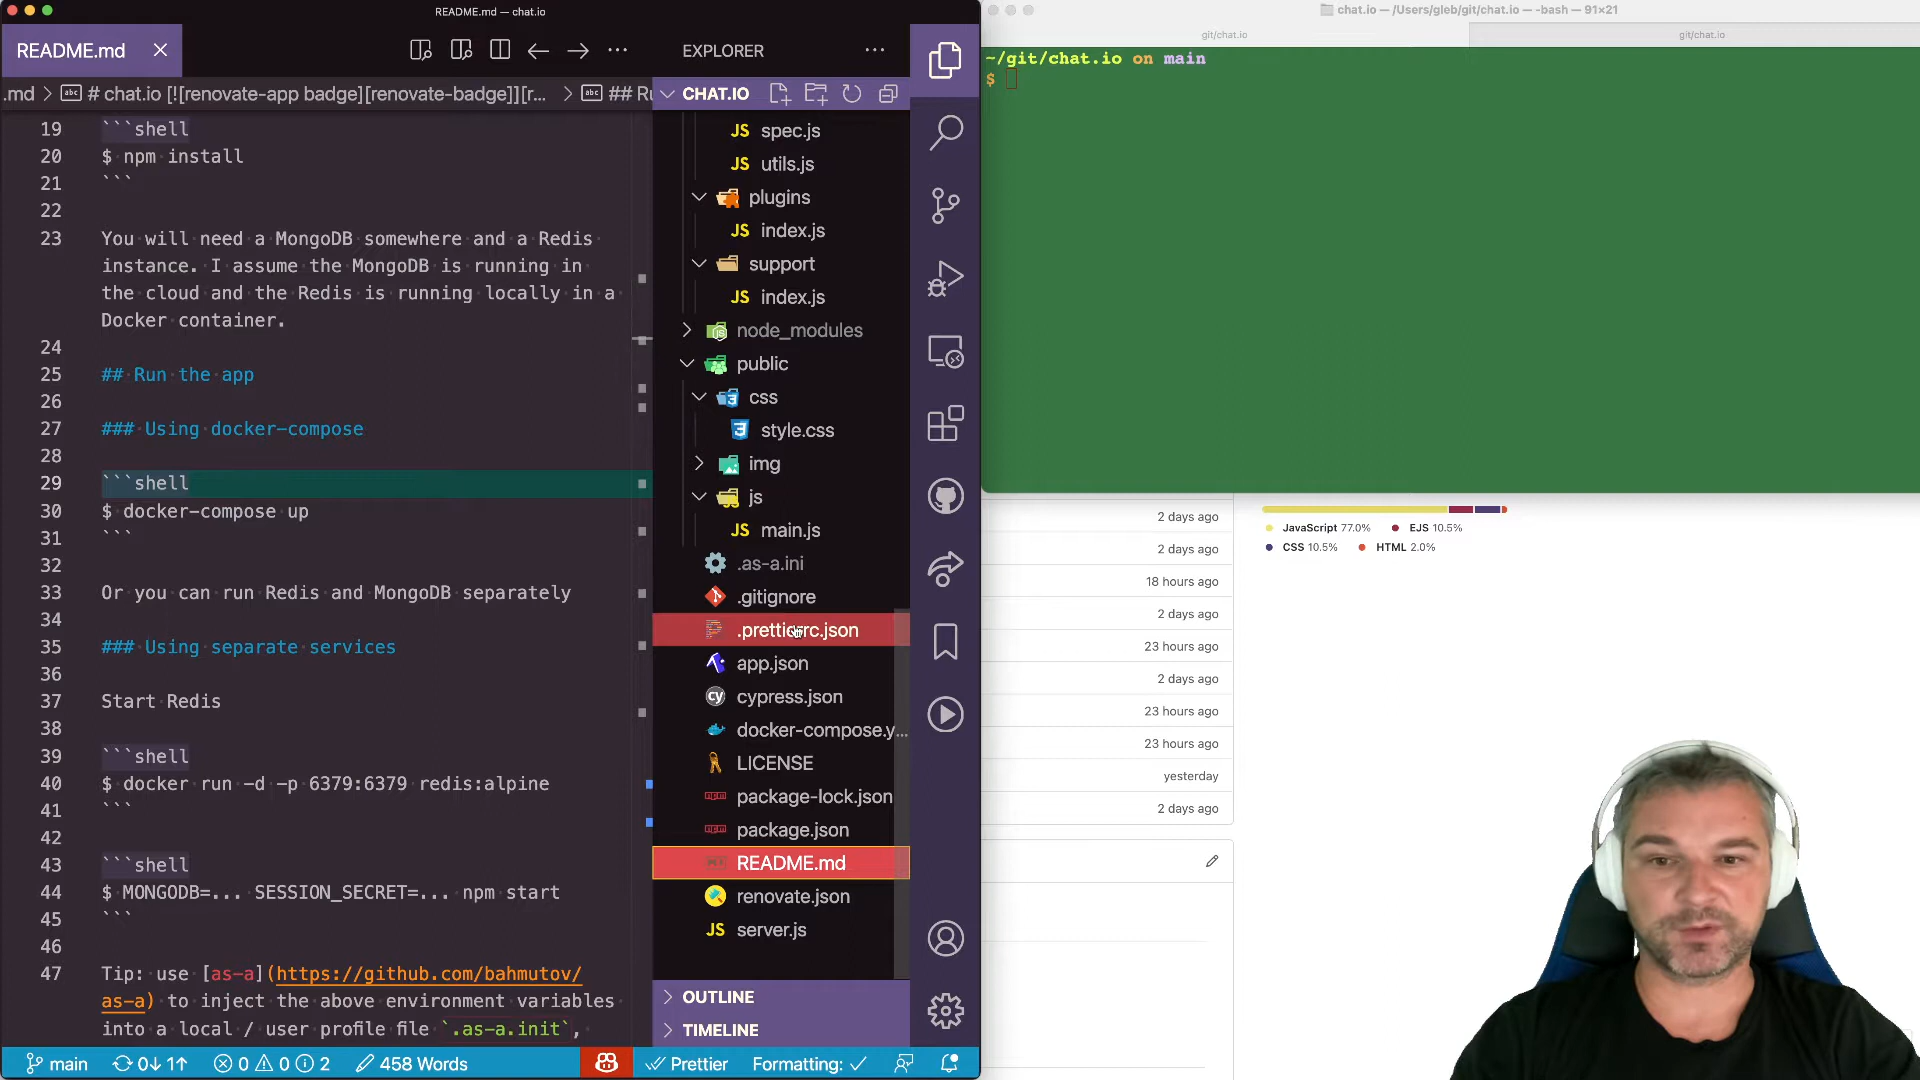 README.md — chat.io
README.md
EXPLORER
.md > # chat.io [![renovate-app badge][renovate-badge]][r... > ## Ru
CHAT.IO
19 ```shell
20 $ npm install
21 ```
22
23 You will need a MongoDB somewhere and a Redis
instance. I assume the MongoDB is running in
the cloud and the Redis is running locally in a
Docker container.
24
25 ## Run the app
26
27 ### Using docker-compose
28
29 ```shell
30 $ docker-compose up
31 ```
32
33 Or you can run Redis and MongoDB separately
34
35 ### Using separate services
36
37 Start Redis
38
39 ```shell
40 $ docker run -d -p 6379:6379 redis:alpine
41 ```
42
43 ```shell
44 $ MONGODB=... SESSION_SECRET=... npm start
45 ```
46
47 Tip: use [as-a](https://github.com/bahmutov/
as-a) to inject the above environment variables
into a local / user profile file `.as-a.init`,
JS spec.js
JS utils.js
plugins
JS index.js
support
JS index.js
node_modules
public
css
style.css
img
js
JS main.js
.as-a.ini
.gitignore
.prettierrc.json
app.json
cy cypress.json
docker-compose.y...
LICENSE
package-lock.json
package.json
README.md
renovate.json
JS server.js
OUTLINE
TIMELINE
main 0↓ 1↑ 0 0 2 458 Words Prettier Formatting:
chat.io — /Users/gleb/git/chat.io — -bash — 91×21
git/chat.io
git/chat.io
~/git/chat.io on main
$
2 days ago
2 days ago
18 hours ago
2 days ago
23 hours ago
2 days ago
23 hours ago
23 hours ago
yesterday
2 days ago
JavaScript 77.0% EJS 10.5%
CSS 10.5% HTML 2.0%